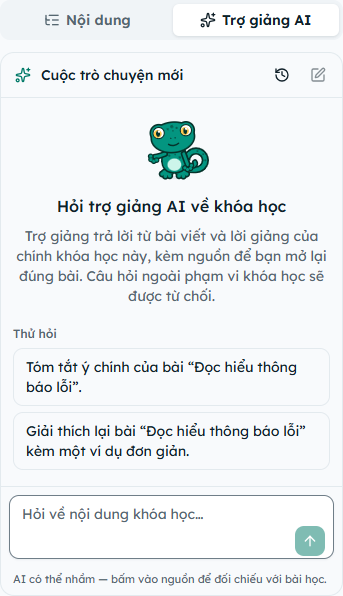 Nội dung
Trợ giảng AI
Cuộc trò chuyện mới
Hỏi trợ giảng AI về khóa học
Trợ giảng trả lời từ bài viết và lời giảng của
chính khóa học này, kèm nguồn để bạn mở lại
đúng bài. Câu hỏi ngoài phạm vi khóa học sẽ
được từ chối.
Thử hỏi
Tóm tắt ý chính của bài “Đọc hiểu thông
báo lỗi”.
Giải thích lại bài “Đọc hiểu thông báo lỗi”
kèm một ví dụ đơn giản.
Hỏi về nội dung khóa học...
AI có thể nhầm — bấm vào nguồn để đối chiếu với bài học.